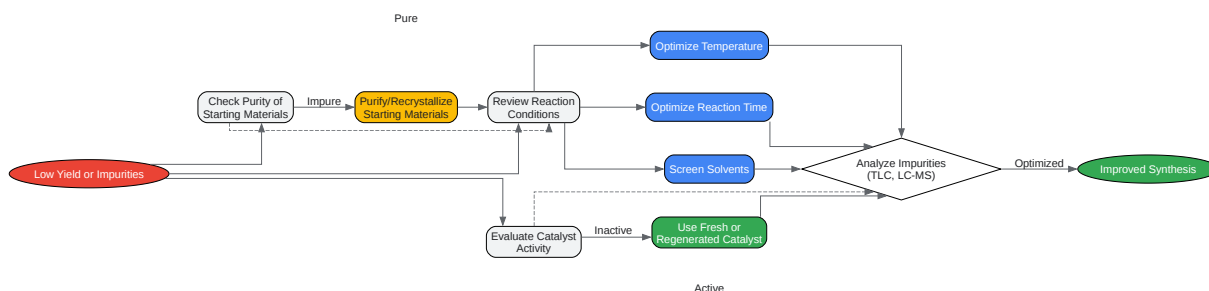 Pure
Optimize Temperature
Check Purity of
Starting Materials
Impure
Purify/Recrystallize
Starting Materials
Review Reaction
Conditions
Optimize Reaction Time
Low Yield or Impurities
Screen Solvents
Analyze Impurities
(TLC, LC-MS)
Optimized
Improved Synthesis
Evaluate Catalyst
Activity
Inactive
Use Fresh or
Regenerated Catalyst
Active